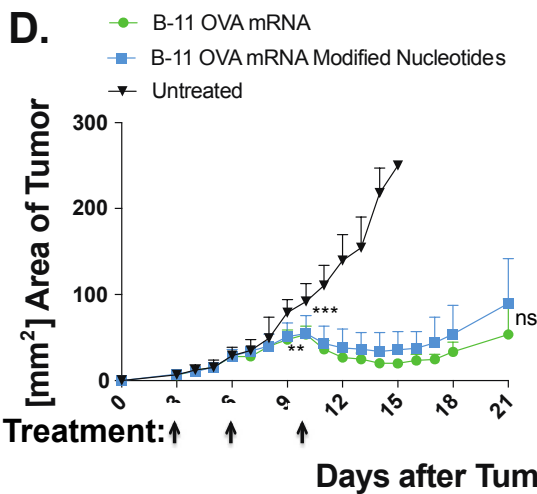 D.
B-11 OVA mRNA
B-11 OVA mRNA Modified Nucleotides
Untreated
[mm²] Area of Tumor
300
200
100
0
***
**
ns
0 3 6 9 12 15 18 21
Treatment:
Days after Tum